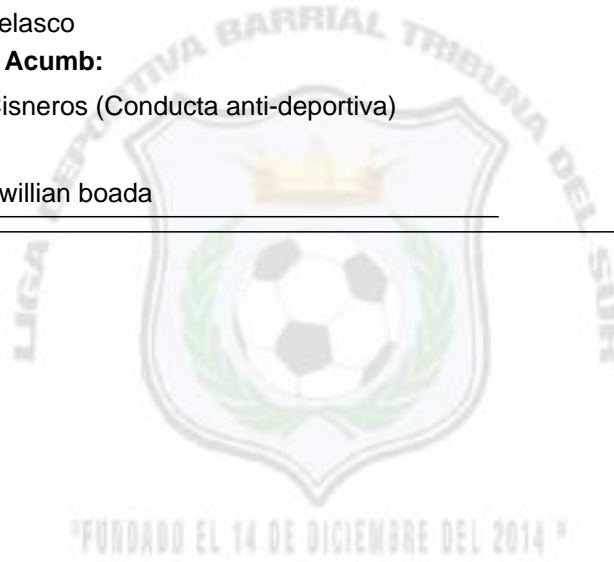 elasco
Acumb:
isneros (Conducta anti-deportiva)
willian boada
LIGA DEPORTIVA BARRIAL TRIBUNA DEL SUR
"FUNDADO EL 14 DE DICIEMBRE DEL 2014 "